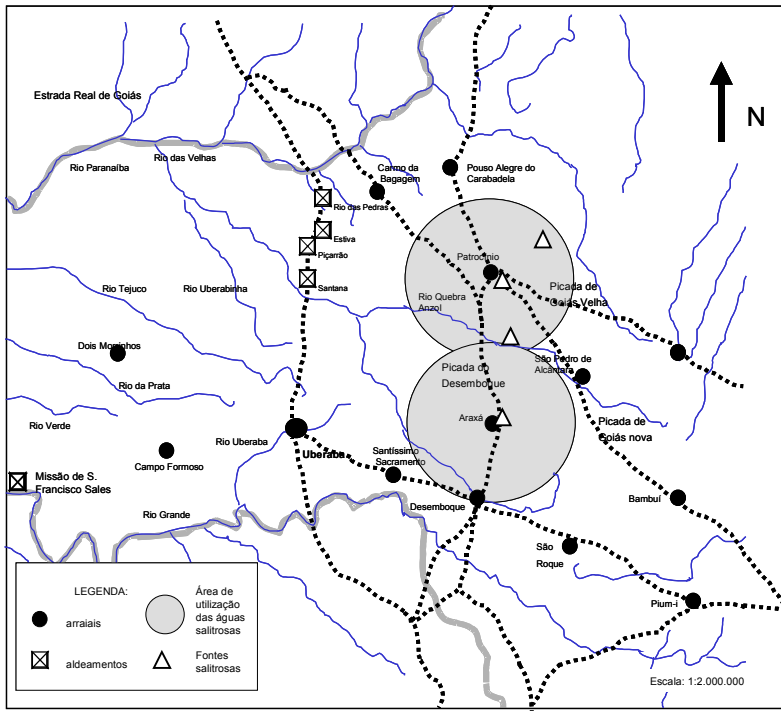 Estrada Real de Goiás
N
Rio das Velhas
Rio Paranaíba
Carmo da
Bagagem
Pouso Alegre do
Carabadela
Rio das Pedras
Estiva
Piçarrão
Santana
Patrocínio
Picada de
Goiás Velha
Rio Tejuco
Rio Uberabinha
Rio Quebra
Anzol
Dois Morrinhos
São Pedro de
Alcântara
Picada do
Desemboque
Rio da Prata
Araxá
Picada de
Goiás nova
Rio Verde
Rio Uberaba
Uberaba
Santíssimo
Sacramento
Campo Formoso
Missão de S.
Francisco Sales
Desemboque
Bambuí
Rio Grande
São
Roque
Pium-i
LEGENDA:
arraiais
Área de
utilização
das águas
salitrosas
aldeamentos
Fontes
salitrosas
Escala: 1:2.000.000